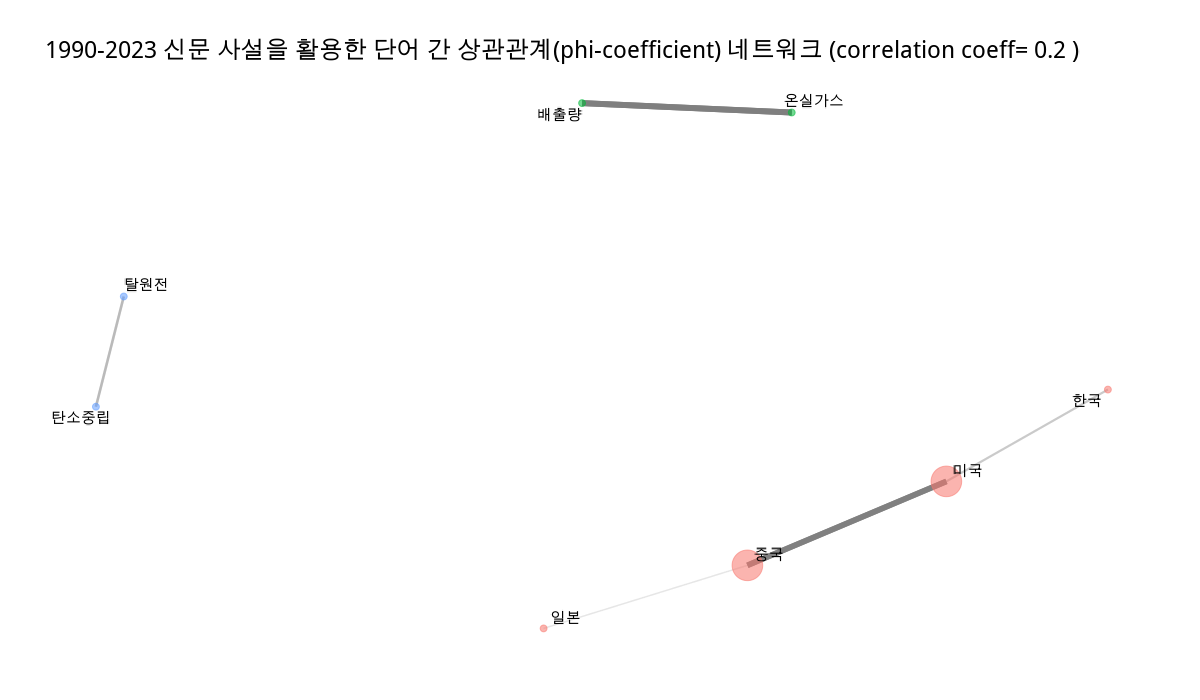 1990-2023 신문 사설을 활용한 단어 간 상관관계(phi-coefficient) 네트워크 (correlation coeff= 0.2 )
온실가스
배출량
탈원전
한국
탄소중립
미국
중국
일본